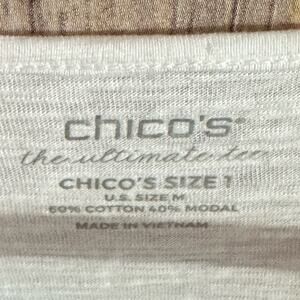 chico's®
the ultimate tee
CHICO'S SIZE 1
U.S. SIZE M
60% COTTON 40% MODAL
MADE IN VIETNAM